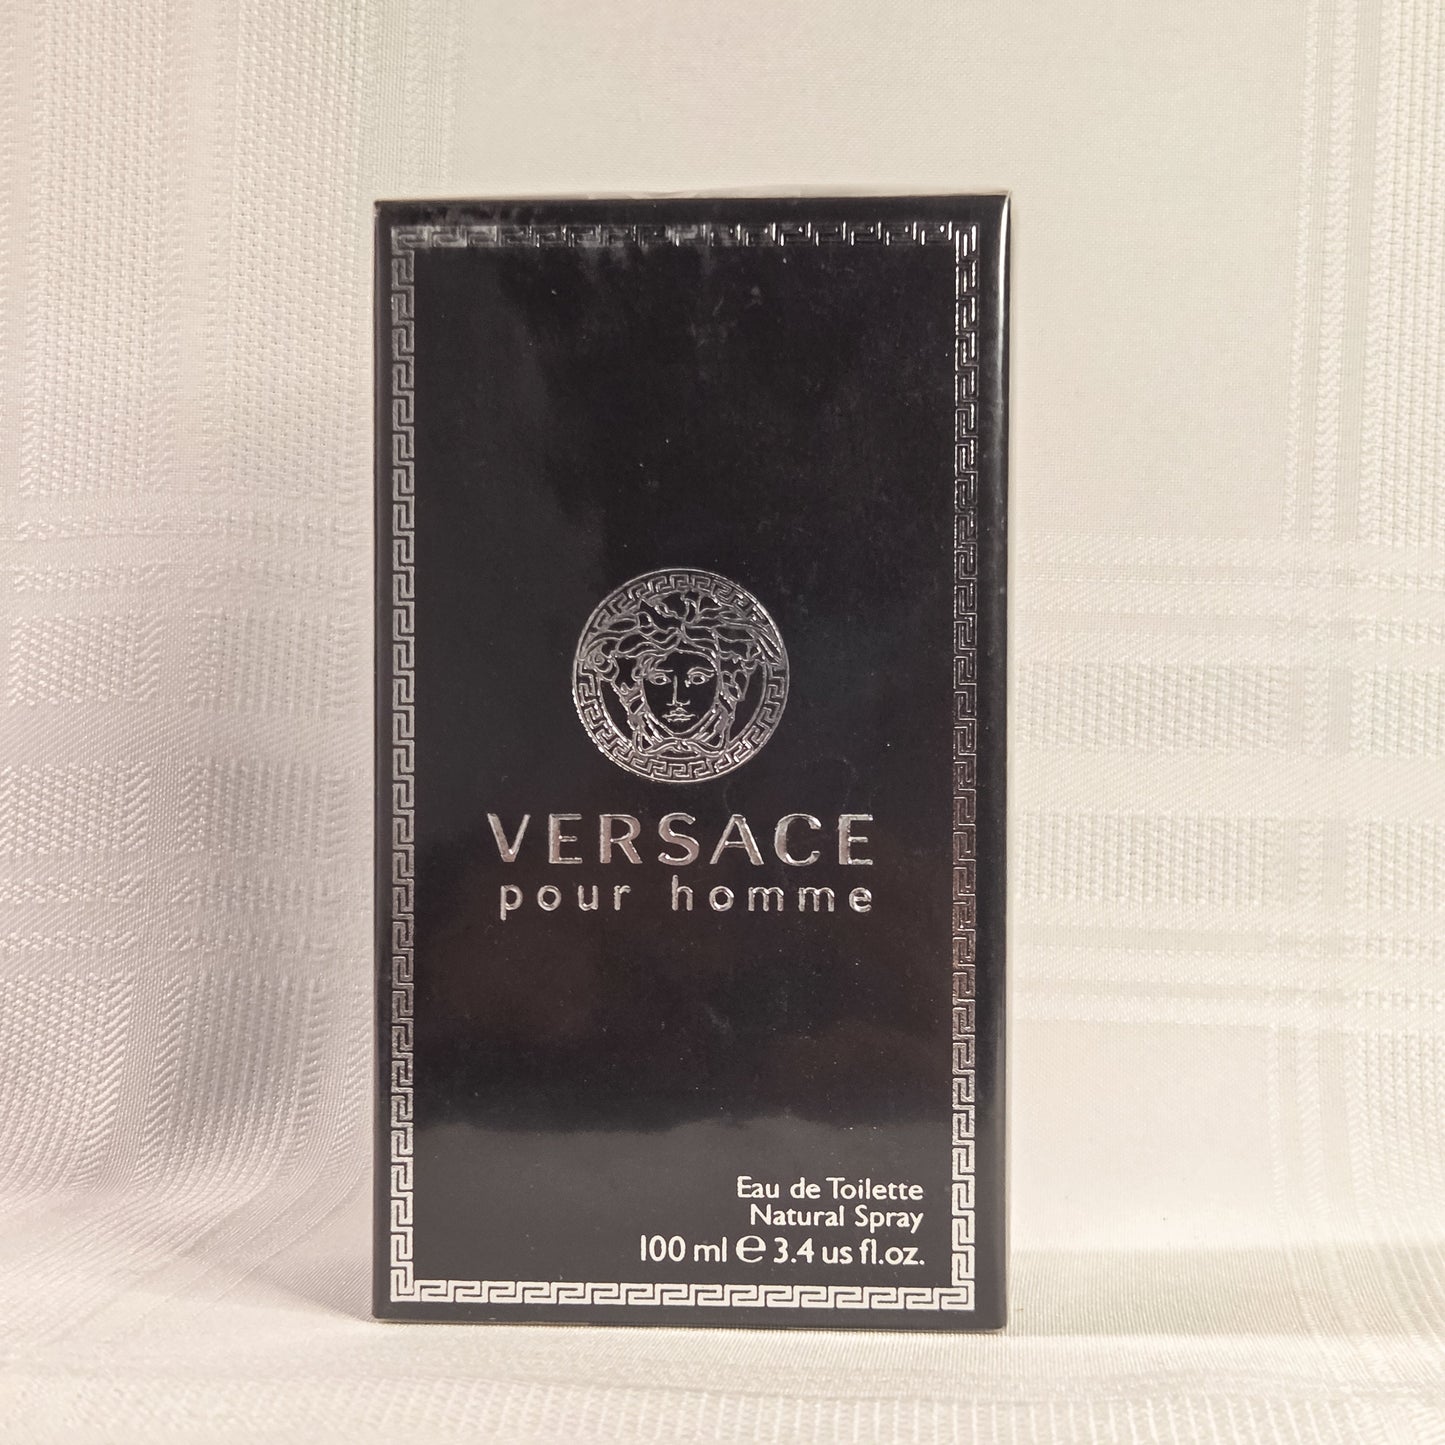 VERSACE
pour homme
Eau de Toilette
Natural Spray
100 ml ℮ 3.4 us fl.oz.